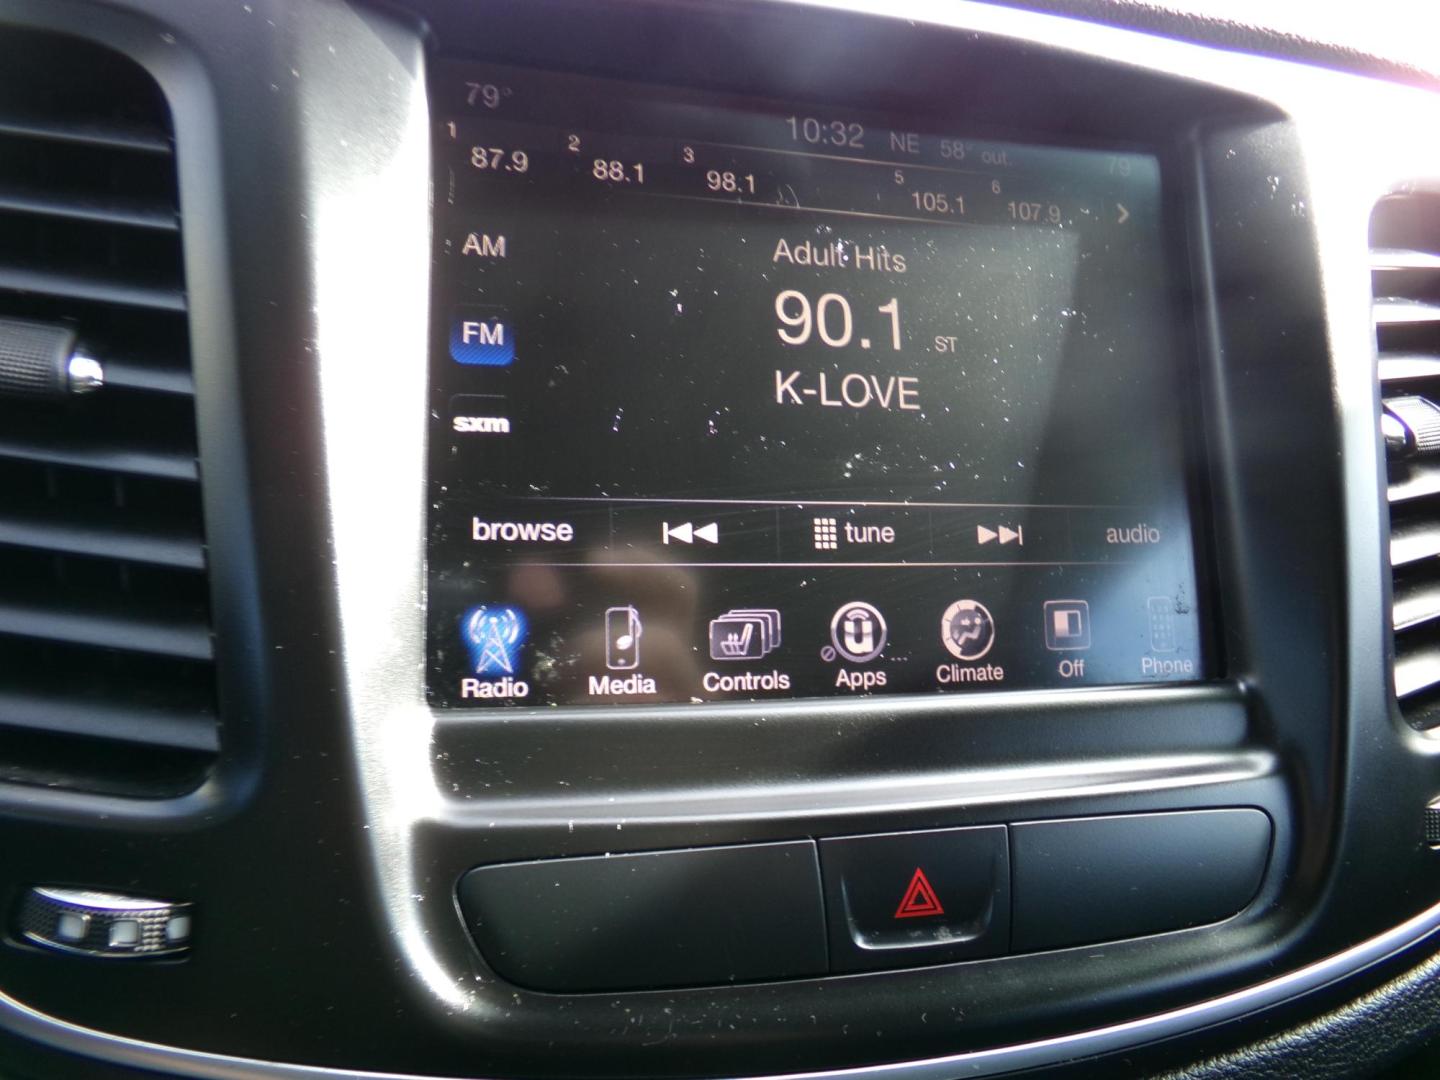 79°
10:32 NE 58° out. 79
1 87.9 2 88.1 3 98.1 5 105.1 6 107.9 >
AM
Adult Hits
FM
90.1 ST
K-LOVE
sxm
browse tune audio
Radio Media Controls Apps ... Climate Off Phone